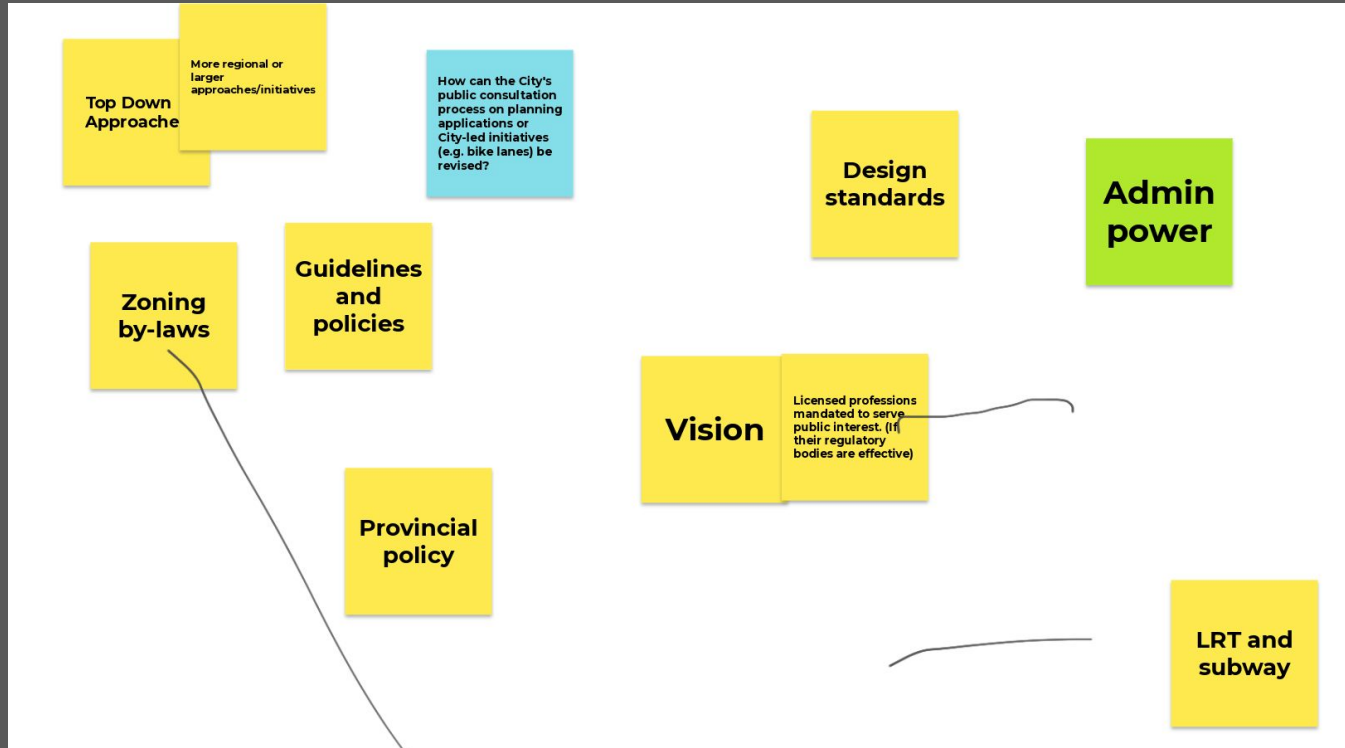 Top Down
Approache
More regional or
larger
approaches/initiatives
How can the City's
public consultation
process on planning
applications or
City-led initiatives
(e.g. bike lanes) be
revised?
Design
standards
Admin
power
Zoning
by-laws
Guidelines
and
policies
Vision
Licensed professions
mandated to serve
public interest. (If
their regulatory
bodies are effective)
Provincial
policy
LRT and
subway